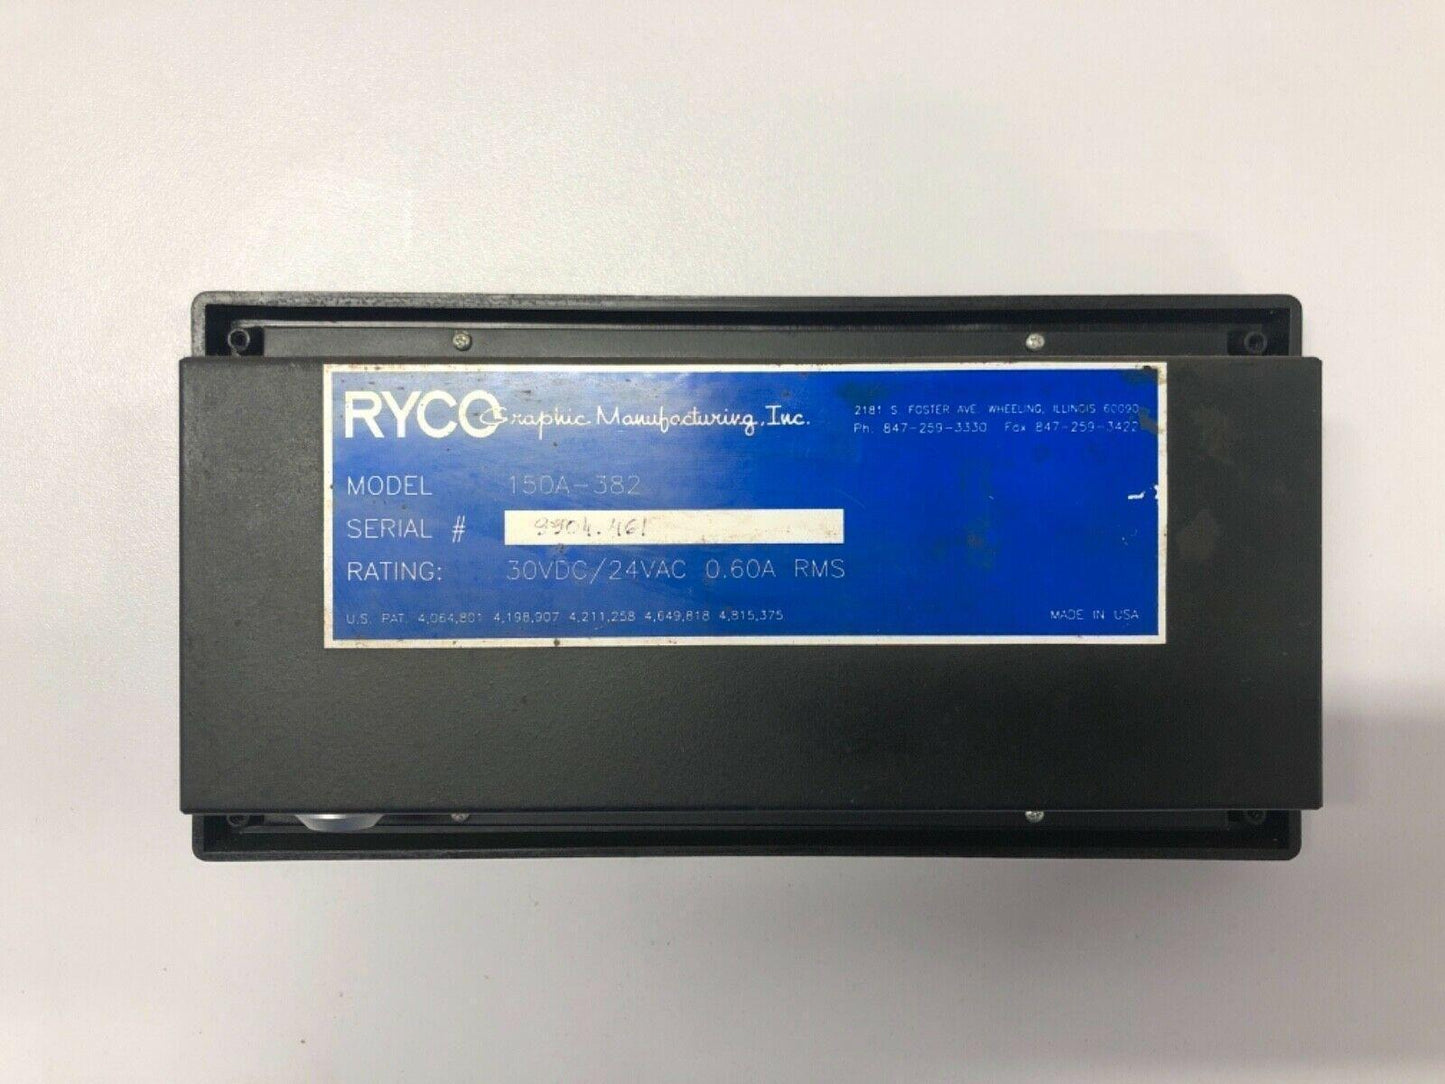 RYCO Graphic Manufacturing, Inc.
2181 S. FOSTER AVE. WHEELING, ILLINOIS 60090
Ph. 847-259-3330 Fax 847-259-3422
MODEL 150A-382
SERIAL # 9904.461
RATING: 30VDC/24VAC 0.60A RMS
U.S. PAT. 4,064,801 4,198,907 4,211,258 4,649,818 4,815,375
MADE IN USA